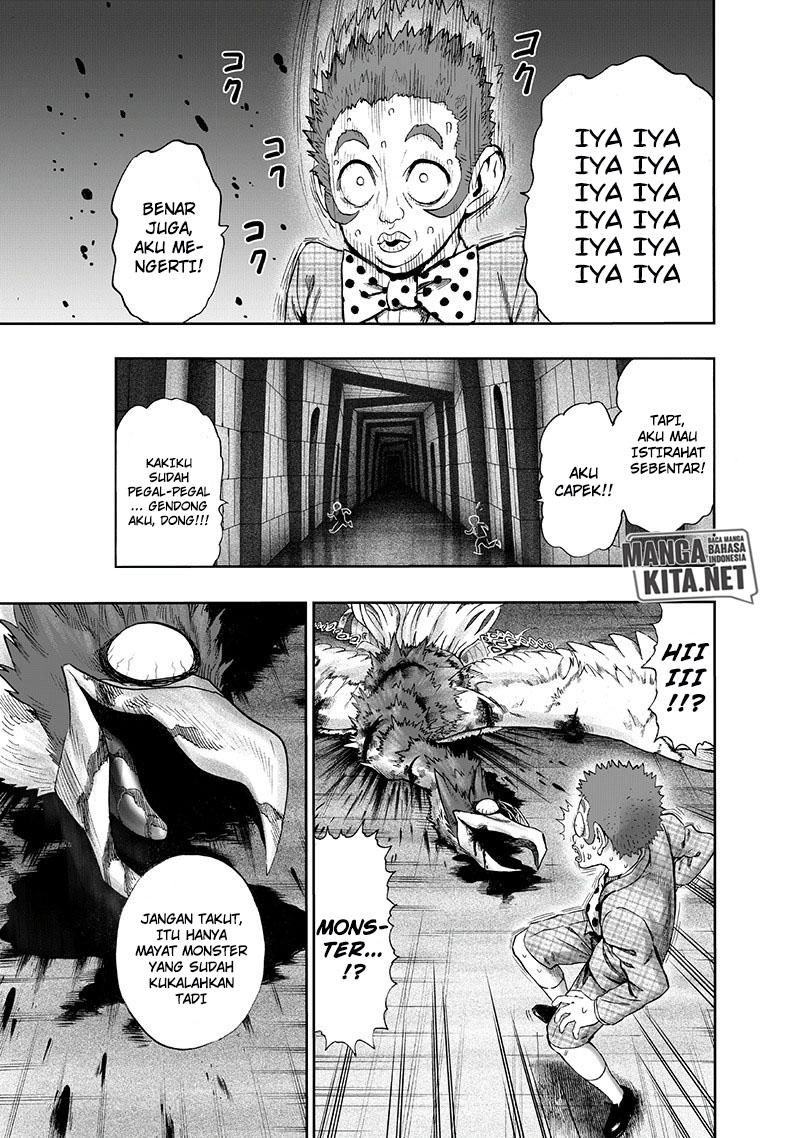 IYA IYA
IYA IYA
IYA IYA
IYA IYA
IYA IYA
IYA IYA
コク
コク
コク
コク
BENAR
JUGA,
AKU ME-
NGERTI!
TAPI,
AKU MAU
ISTIRAHAT
SEBENTAR!
AKU
CAPEK!!
KAKIKU
SUDAH
PEGAL-PEGAL
... GENDONG
AKU, DONG!!!
MANGA
BACA MANGA
BAHASA
INDONESIA
KITA.NET
HII
III
!!?
MONS-
TER...
!?
JANGAN TAKUT,
ITU HANYA
MAYAT MONSTER
YANG SUDAH
KUKALAHKAN
TADI